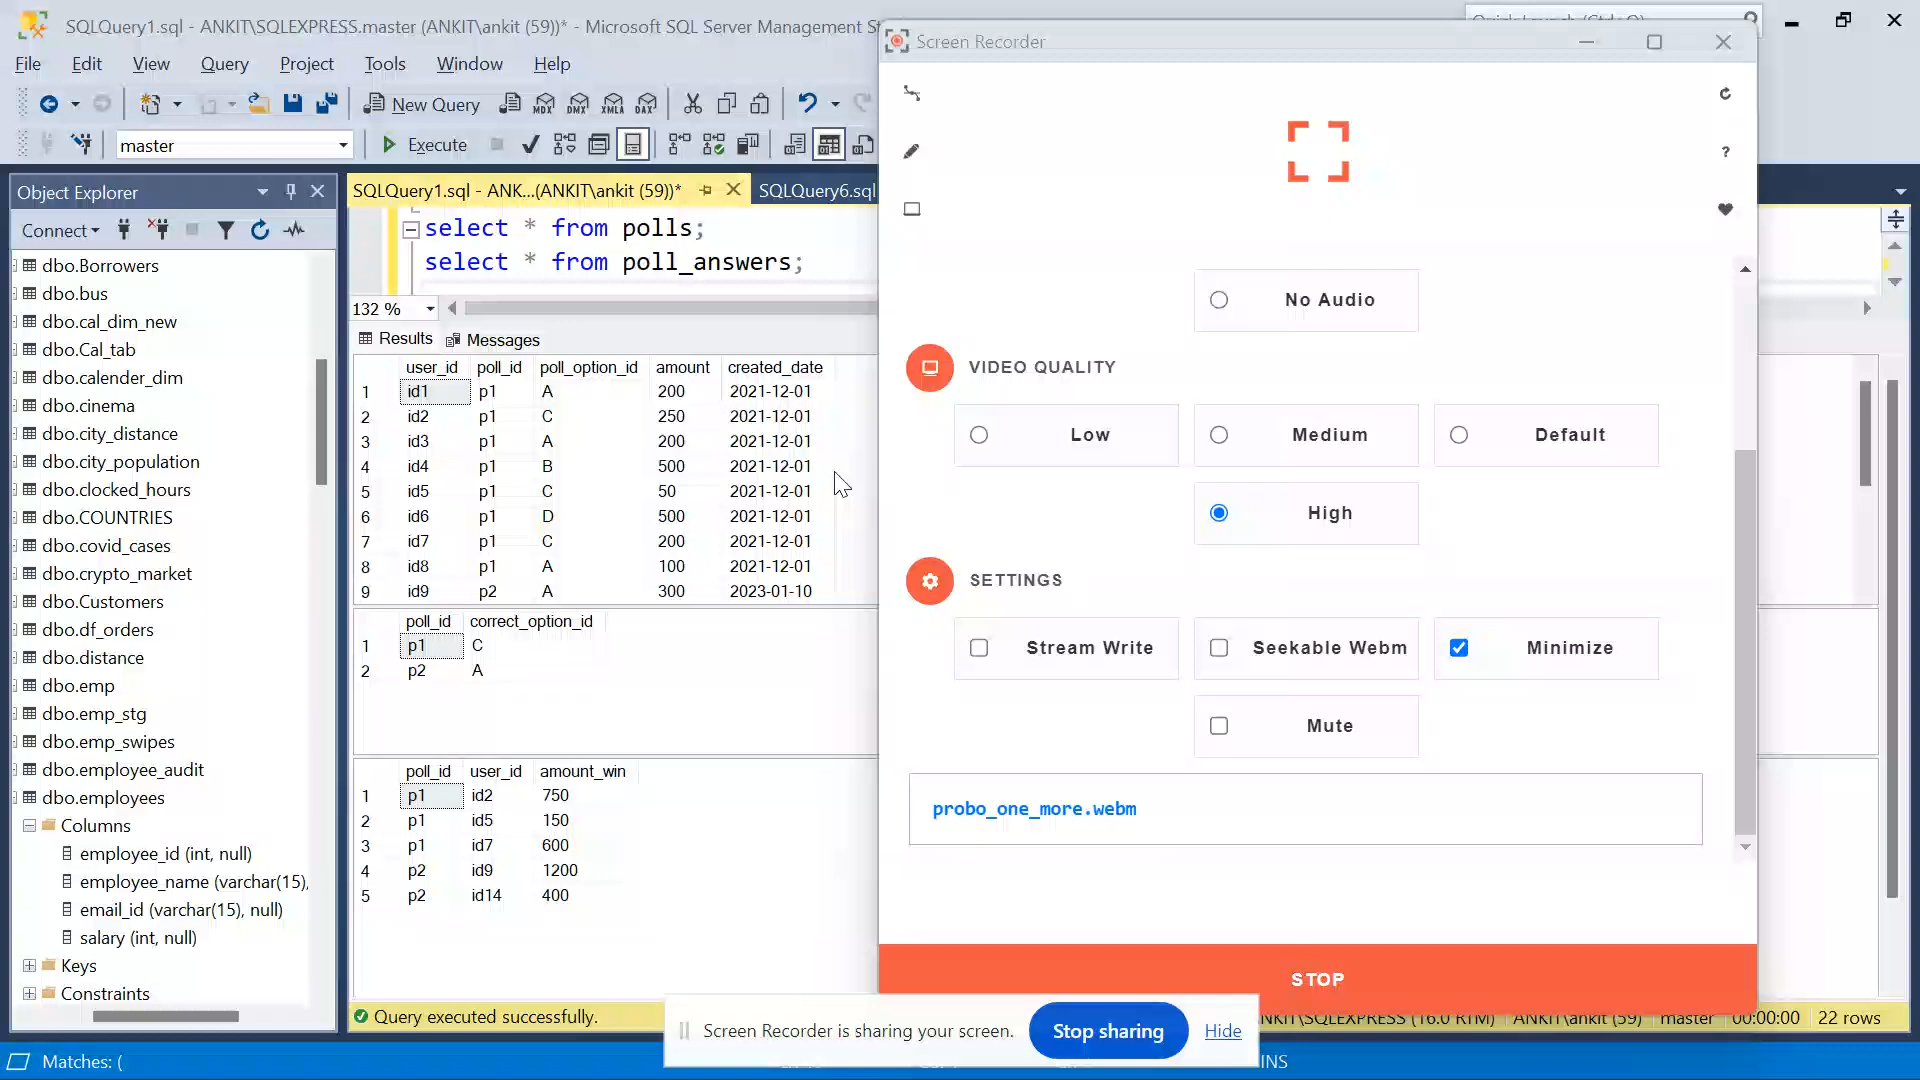 SQLQuery1.sql - ANKIT\SQLEXPRESS.master (ANKIT\ankit (59))* - Microsoft SQL Server Management St
Screen Recorder
File Edit View Query Project Tools Window Help
New Query
MDX DMX XMLA DAX
master
Execute
Object Explorer
Connect
dbo.Borrowers
dbo.bus
dbo.cal_dim_new
dbo.Cal_tab
dbo.calender_dim
dbo.cinema
dbo.city_distance
dbo.city_population
dbo.clocked_hours
dbo.COUNTRIES
dbo.covid_cases
dbo.crypto_market
dbo.Customers
dbo.df_orders
dbo.distance
dbo.emp
dbo.emp_stg
dbo.emp_swipes
dbo.employee_audit
dbo.employees
Columns
employee_id (int, null)
employee_name (varchar(15),
email_id (varchar(15), null)
salary (int, null)
Keys
Constraints
SQLQuery1.sql - ANK...(ANKIT\ankit (59))*
SQLQuery6.sql
select * from polls;
select * from poll_answers;
132 %
Results Messages
user_id poll_id poll_option_id amount created_date
1 id1 p1 A 200 2021-12-01
2 id2 p1 C 250 2021-12-01
3 id3 p1 A 200 2021-12-01
4 id4 p1 B 500 2021-12-01
5 id5 p1 C 50 2021-12-01
6 id6 p1 D 500 2021-12-01
7 id7 p1 C 200 2021-12-01
8 id8 p1 A 100 2021-12-01
9 id9 p2 A 300 2023-01-10
poll_id correct_option_id
1 p1 C
2 p2 A
poll_id user_id amount_win
1 p1 id2 750
2 p1 id5 150
3 p1 id7 600
4 p2 id9 1200
5 p2 id14 400
Query executed successfully.
?
No Audio
VIDEO QUALITY
Low
Medium
Default
High
SETTINGS
Stream Write
Seekable Webm
Minimize
Mute
probo_one_more.webm
STOP
Screen Recorder is sharing your screen.
Stop sharing
Hide
ANKIT\ankit (59) master 00:00:00 22 rows
Matches: (
INS